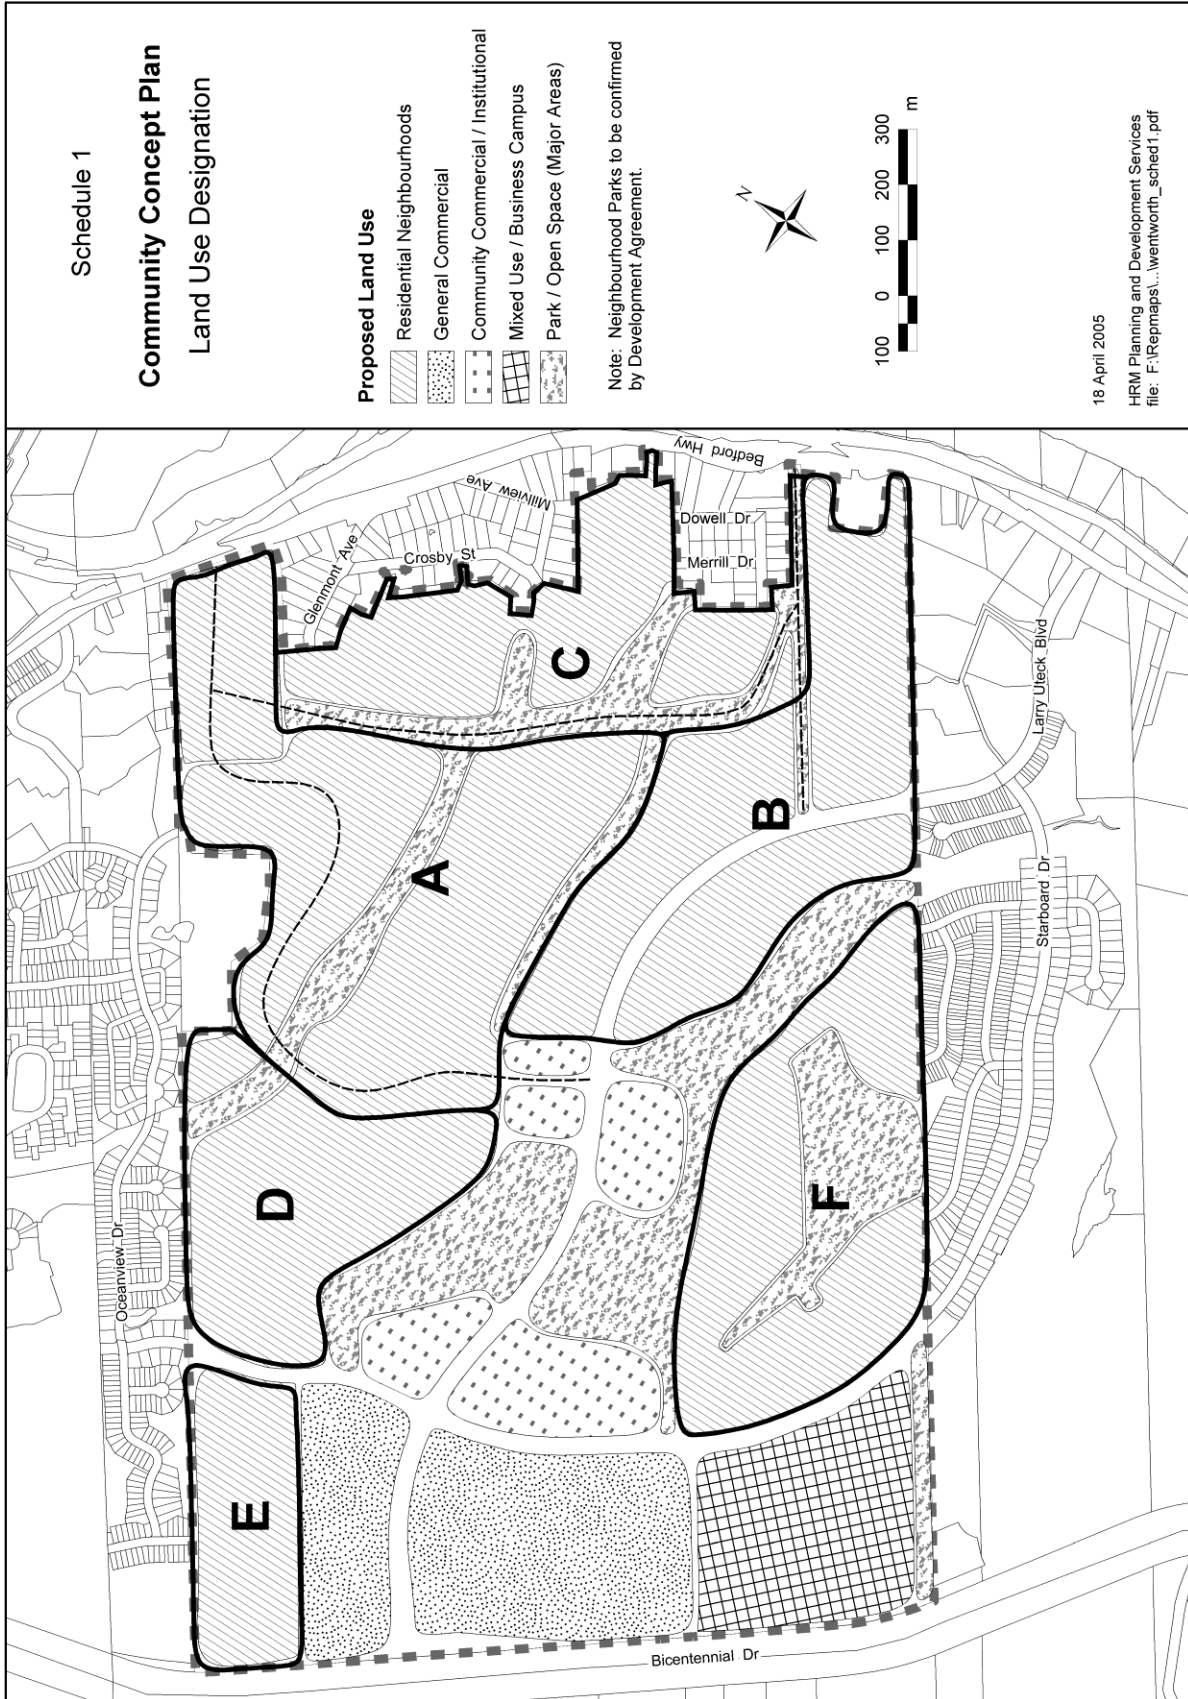 Schedule 1
Community Concept Plan
Land Use Designation
Proposed Land Use
Residential Neighbourhoods
General Commercial
Community Commercial / Institutional
Mixed Use / Business Campus
Park / Open Space (Major Areas)
Note: Neighbourhood Parks to be confirmed
by Development Agreement.
N
100 0 100 200 300
m
18 April 2005
HRM Planning and Development Services
file: F:\Repmaps\...\wentworth_sched1.pdf
Bedford Hwy
Millview Ave
Glenmont Ave
Crosby St
Dowell Dr
Merrill Dr
Larry Uteck Blvd
Starboard Dr
Oceanview Dr
Bicentennial Dr
A
B
C
D
E
F